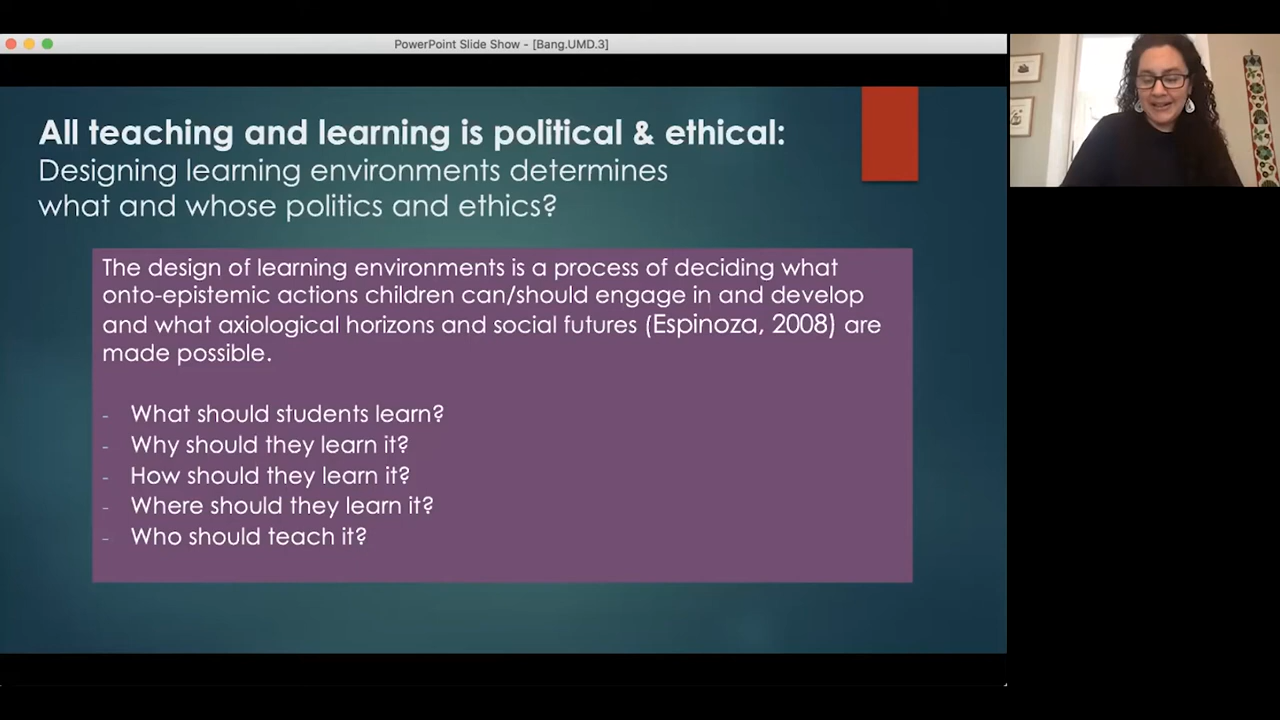 PowerPoint Slide Show - [Bang.UMD.3]
All teaching and learning is political & ethical:
Designing learning environments determines
what and whose politics and ethics?
The design of learning environments is a process of deciding what
onto-epistemic actions children can/should engage in and develop
and what axiological horizons and social futures (Espinoza, 2008) are
made possible.
- What should students learn?
- Why should they learn it?
- How should they learn it?
- Where should they learn it?
- Who should teach it?